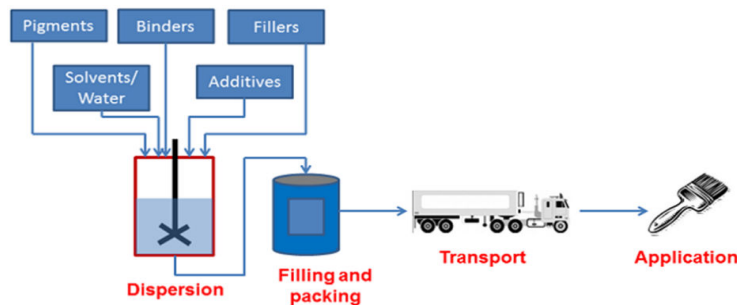 Pigments
Binders
Fillers
Solvents/
Water
Additives
Dispersion
Filling and
packing
Transport
Application